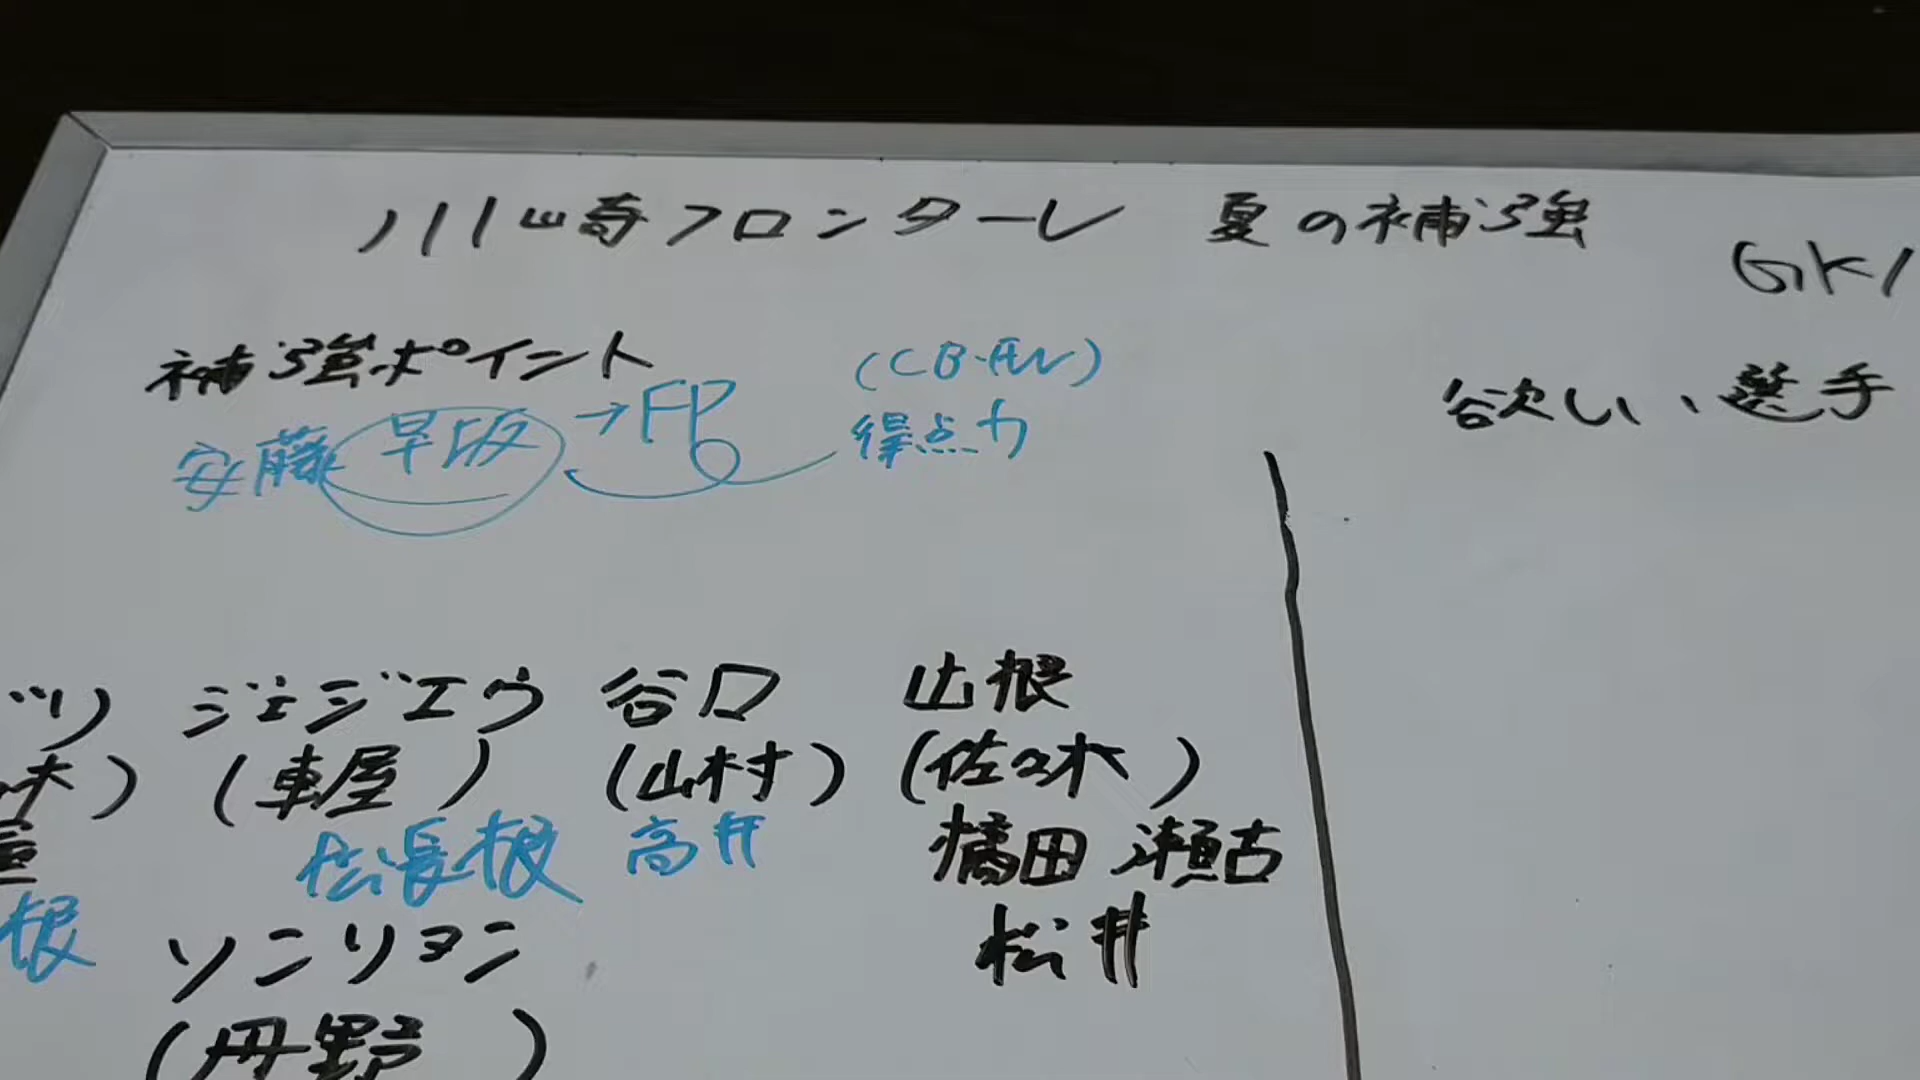 川崎フロンターレ 夏の補強
GK1
補強ポイント
(CB・FW)
欲しい選手
安藤 早坂 →FP 得点力
ジェジエウ 谷口 山根
木) (車屋) (山村) (佐々木)
松長根 高井 橘田 瀬古
根 ソンリヨン 松井
(丹野)